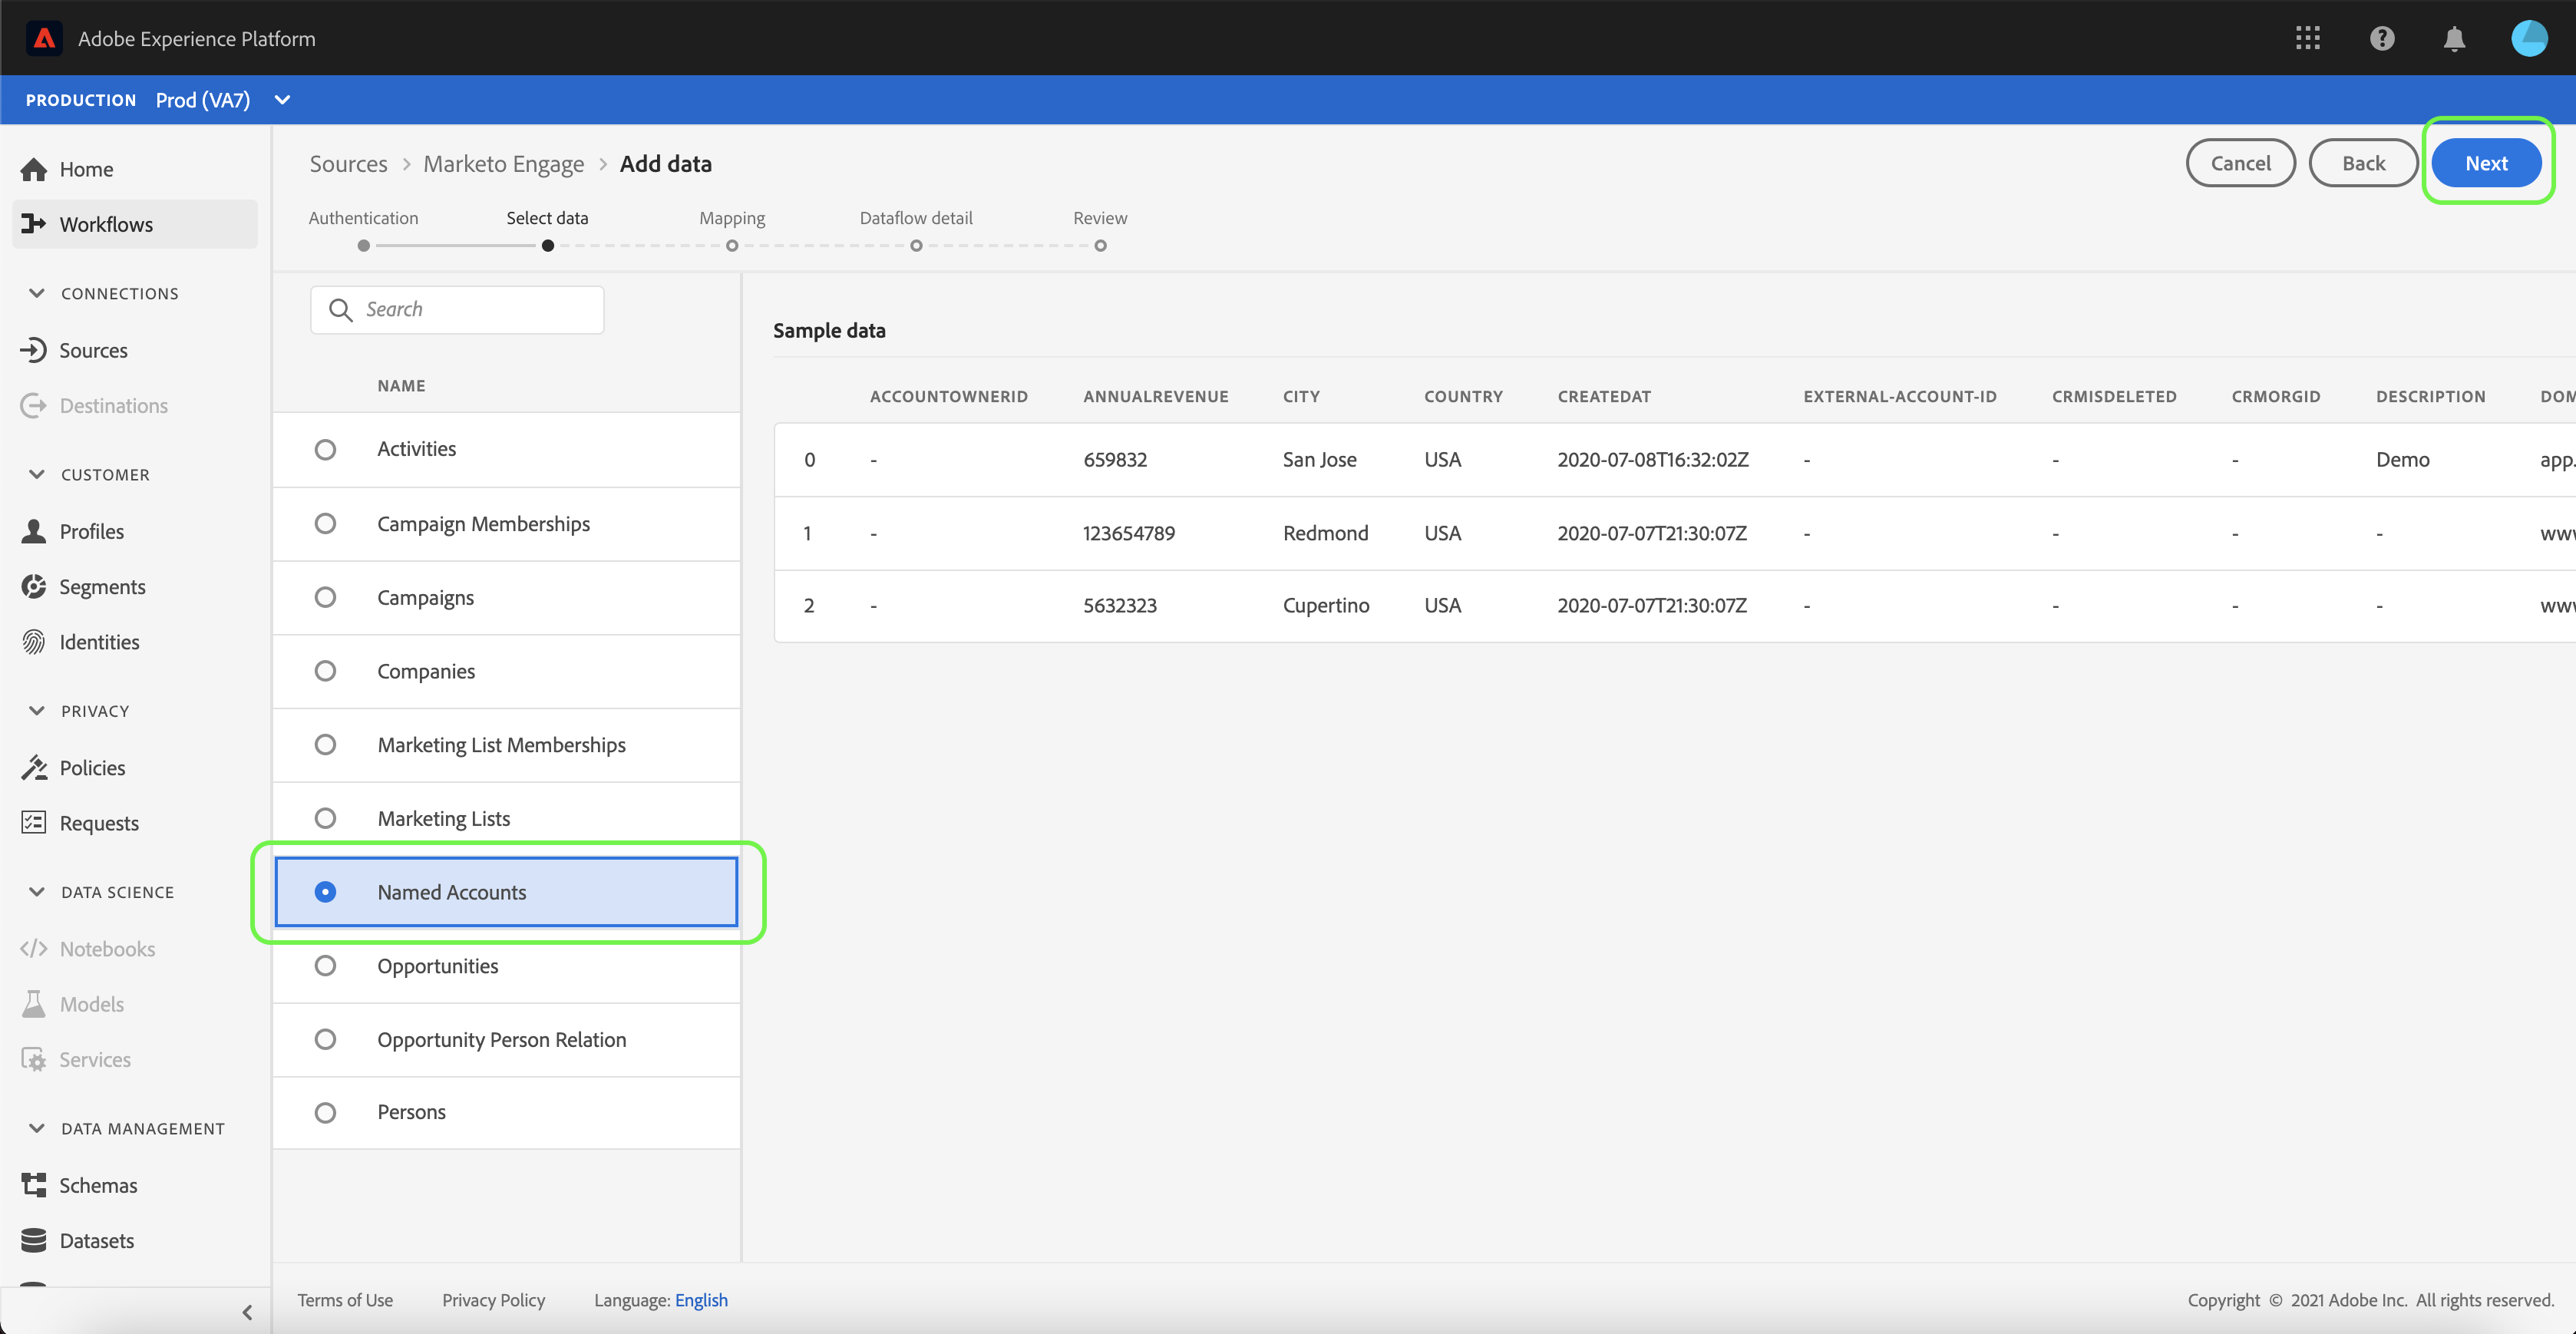 Adobe Experience Platform
PRODUCTION Prod (VA7)
Home
Workflows
CONNECTIONS
Sources
Destinations
CUSTOMER
Profiles
Segments
Identities
PRIVACY
Policies
Requests
DATA SCIENCE
Notebooks
Models
Services
DATA MANAGEMENT
Schemas
Datasets
Sources > Marketo Engage > Add data
Cancel Back Next
Authentication Select data Mapping Dataflow detail Review
Search
NAME
Activities
Campaign Memberships
Campaigns
Companies
Marketing List Memberships
Marketing Lists
Named Accounts
Opportunities
Opportunity Person Relation
Persons
Sample data
ACCOUNTOWNERID ANNUALREVENUE CITY COUNTRY CREATEDAT EXTERNAL-ACCOUNT-ID CRMISDELETED CRMORGID DESCRIPTION DOM
0 - 659832 San Jose USA 2020-07-08T16:32:02Z - - - Demo app.
1 - 123654789 Redmond USA 2020-07-07T21:30:07Z - - - -
2 - 5632323 Cupertino USA 2020-07-07T21:30:07Z - - - -
Terms of Use Privacy Policy Language: English
Copyright © 2021 Adobe Inc. All rights reserved.